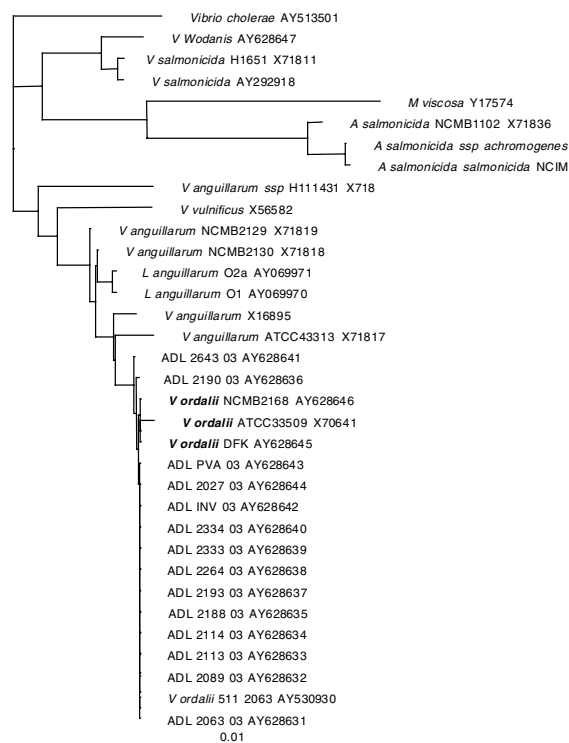 Vibrio cholerae AY513501
V Wodanis AY628647
V salmonicida H1651 X71811
V salmonicida AY292918
M viscosa Y17574
A salmonicida NCMB1102 X71836
A salmonicida ssp achromogenes
A salmonicida salmonicida NCIM
V anguillarum ssp H111431 X718
V vulnificus X56582
V anguillarum NCMB2129 X71819
V anguillarum NCMB2130 X71818
L anguillarum O2a AY069971
L anguillarum O1 AY069970
V anguillarum X16895
V anguillarum ATCC43313 X71817
ADL 2643 03 AY628641
ADL 2190 03 AY628636
V ordalii NCMB2168 AY628646
V ordalii ATCC33509 X70641
V ordalii DFK AY628645
ADL PVA 03 AY628643
ADL 2027 03 AY628644
ADL INV 03 AY628642
ADL 2334 03 AY628640
ADL 2333 03 AY628639
ADL 2264 03 AY628638
ADL 2193 03 AY628637
ADL 2188 03 AY628635
ADL 2114 03 AY628634
ADL 2113 03 AY628633
ADL 2089 03 AY628632
V ordalii 511 2063 AY530930
ADL 2063 03 AY628631
0.01